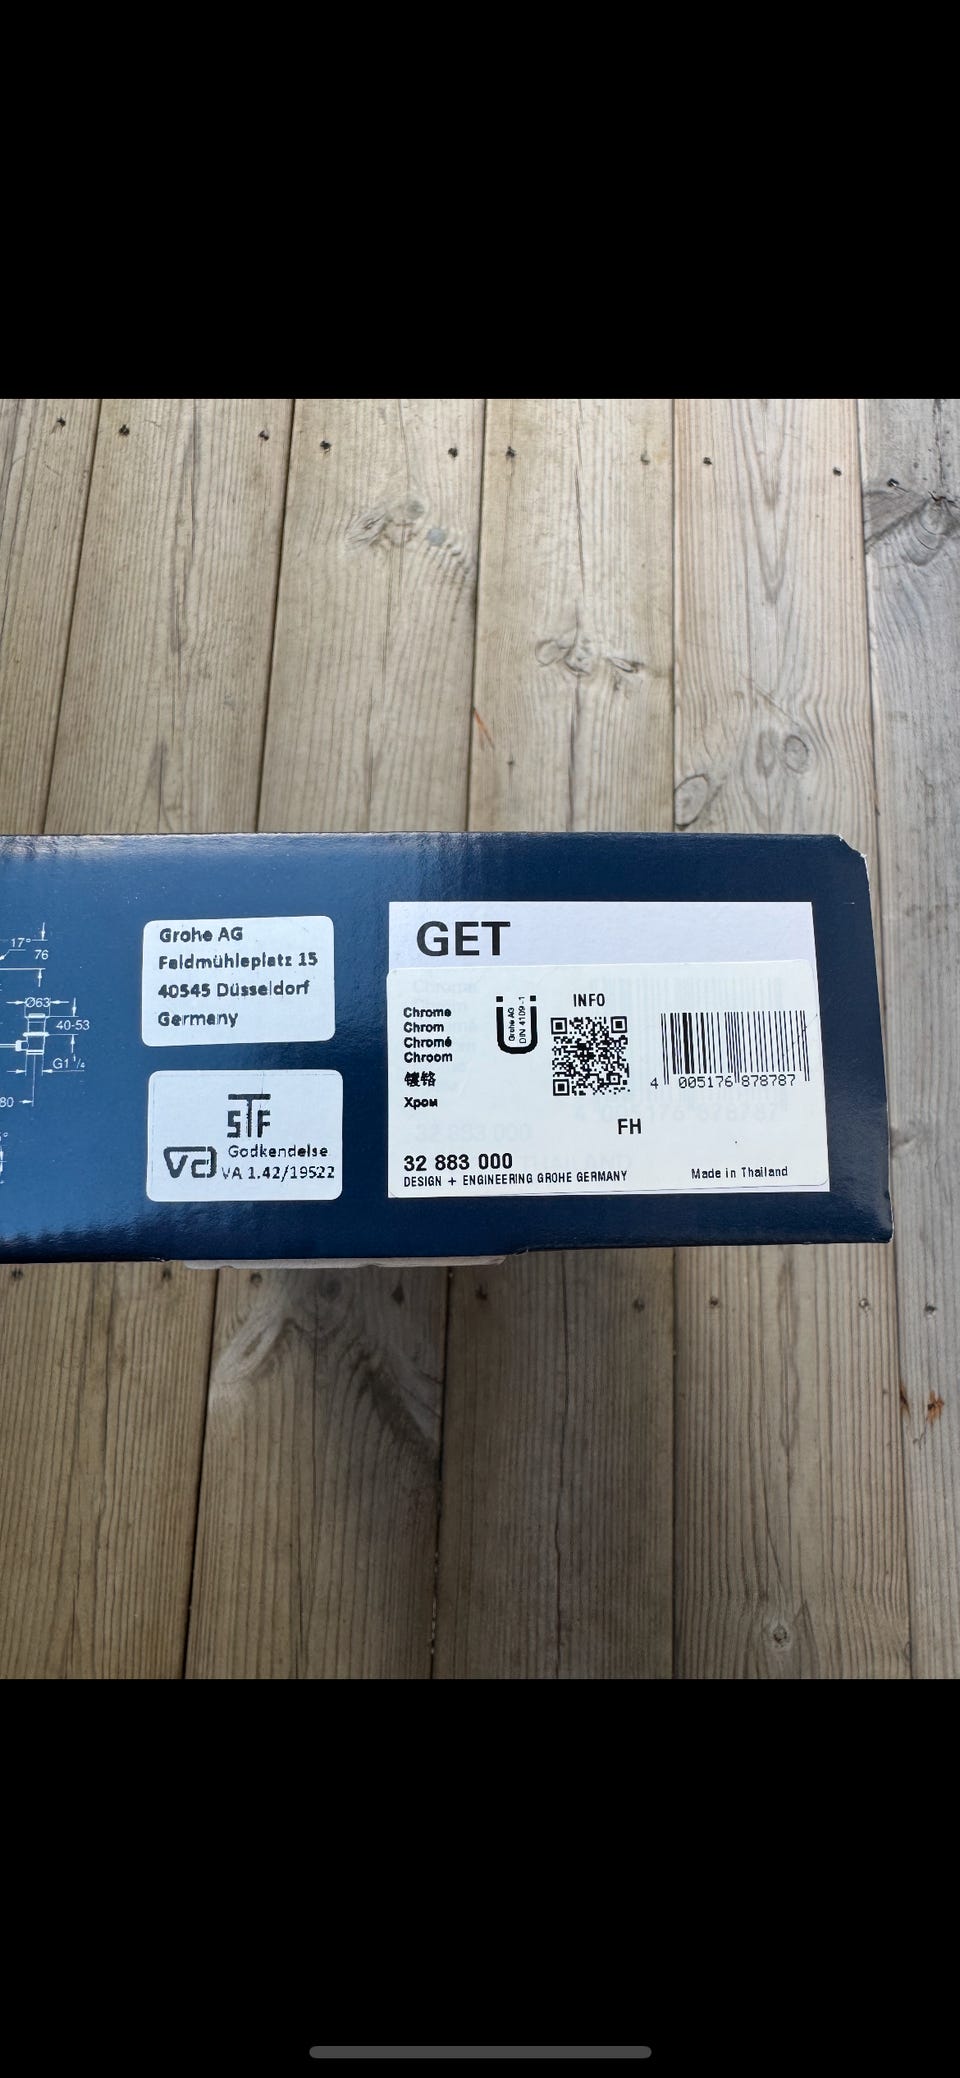 17°
76
Ø63
40-53
G1 1/4
80
Grohe AG
Feldmühleplatz 15
40545 Düsseldorf
Germany
STF
va Godkendelse
VA 1.42/19522
GET
Chrome
Chrom
Chromé
Chroom
镀铬
Хром
Grohe AG
DIN 4109-1
INFO
4 005176 878787
FH
32 883 000
DESIGN + ENGINEERING GROHE GERMANY
Made in Thailand